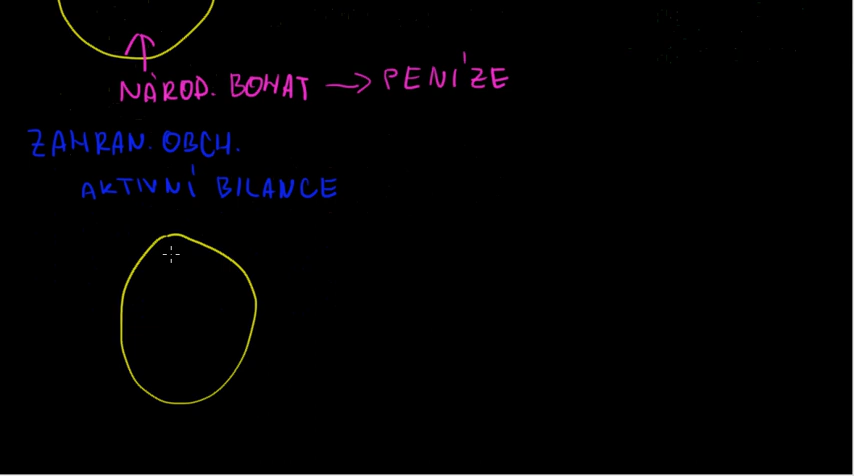 NÁROD. BOHAT → PENÍZE
ZAHRAN. OBCH.
AKTIVNÍ BILANCE